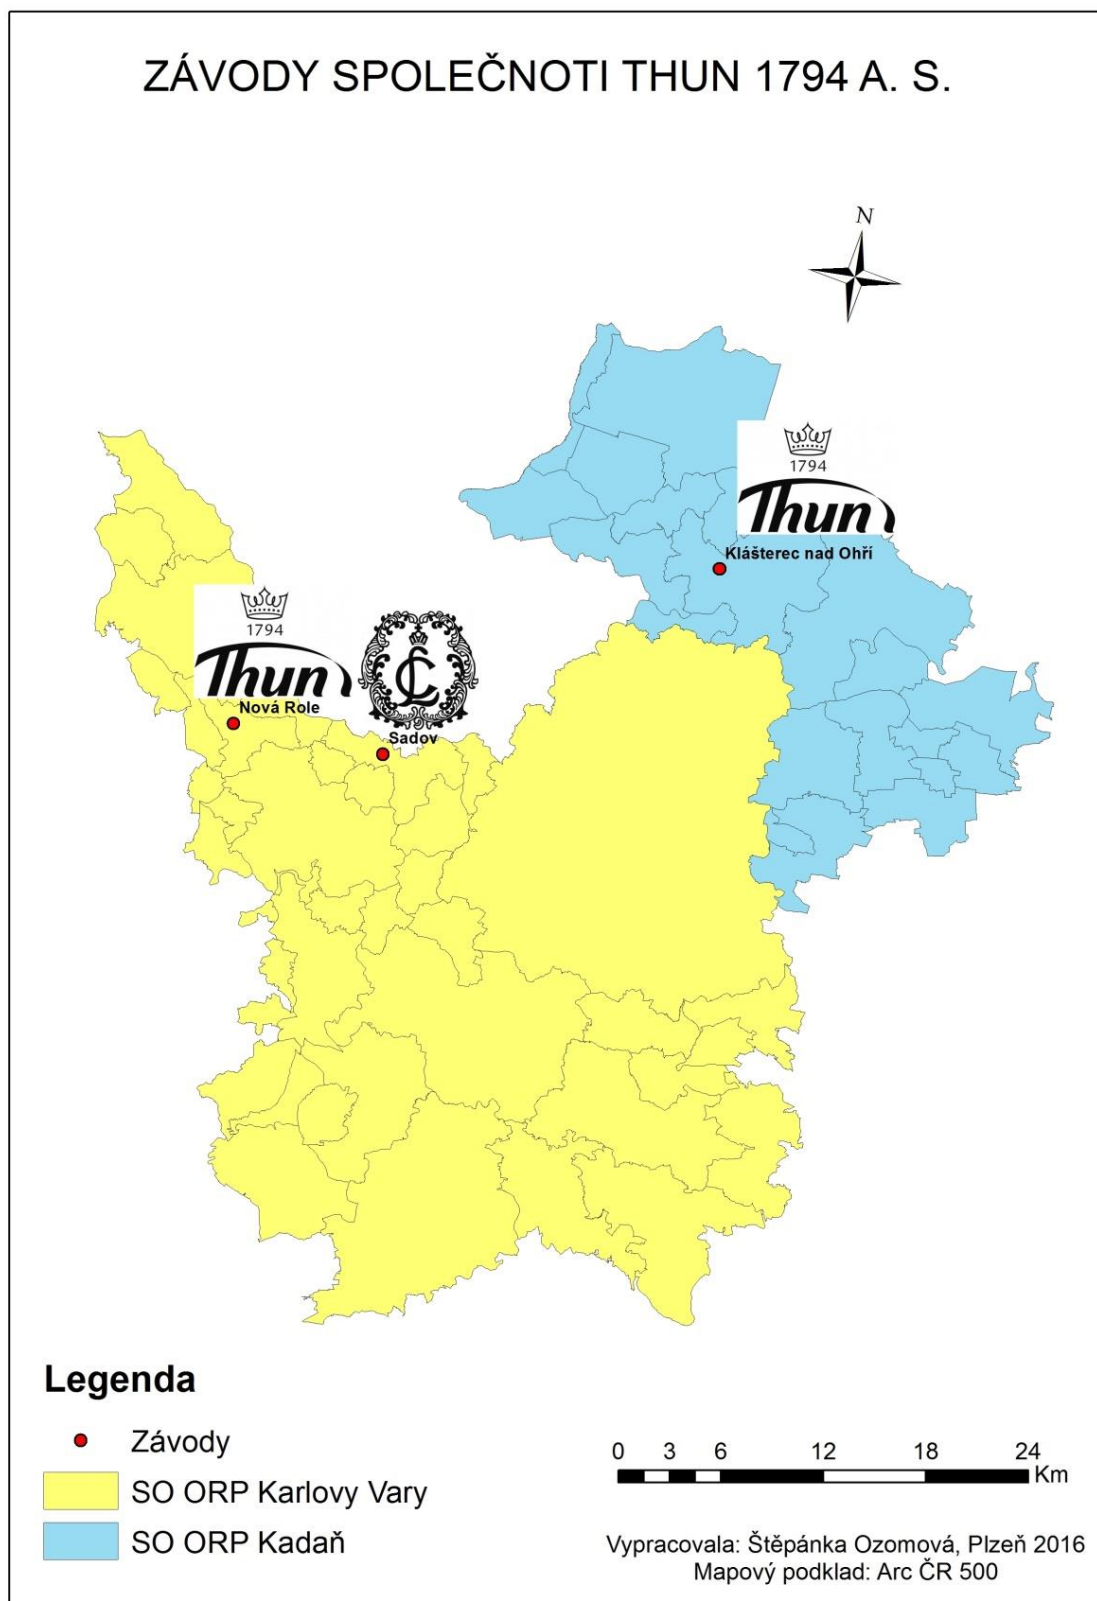 ZÁVODY SPOLEČNOTI THUN 1794 A. S.
N
1794
Thun
Klášterec nad Ohří
1794
Thun
Nová Role
Sadov
Legenda
Závody
SO ORP Karlovy Vary
SO ORP Kadaň
0 3 6 12 18 24
Km
Vypracovala: Štěpánka Ozomová, Plzeň 2016
Mapový podklad: Arc ČR 500